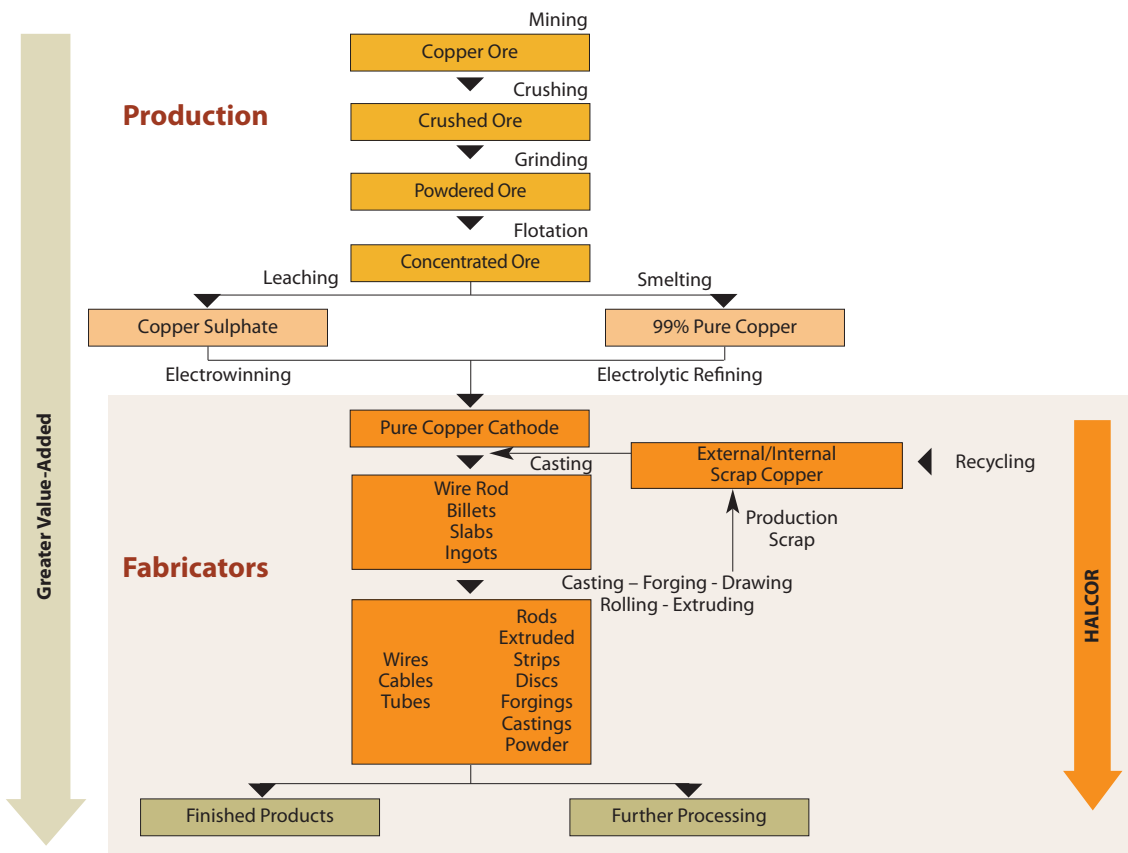 Mining
Copper Ore
Crushing
Production
Crushed Ore
Grinding
Powdered Ore
Flotation
Concentrated Ore
Leaching
Smelting
Copper Sulphate
99% Pure Copper
Electrowinning
Electrolytic Refining
Greater Value-Added
Pure Copper Cathode
Casting
External/Internal
Scrap Copper
Recycling
Wire Rod
Billets
Slabs
Ingots
Production
Scrap
Fabricators
Casting – Forging - Drawing
Rolling - Extruding
HALCOR
Wires
Cables
Tubes
Rods
Extruded
Strips
Discs
Forgings
Castings
Powder
Finished Products
Further Processing